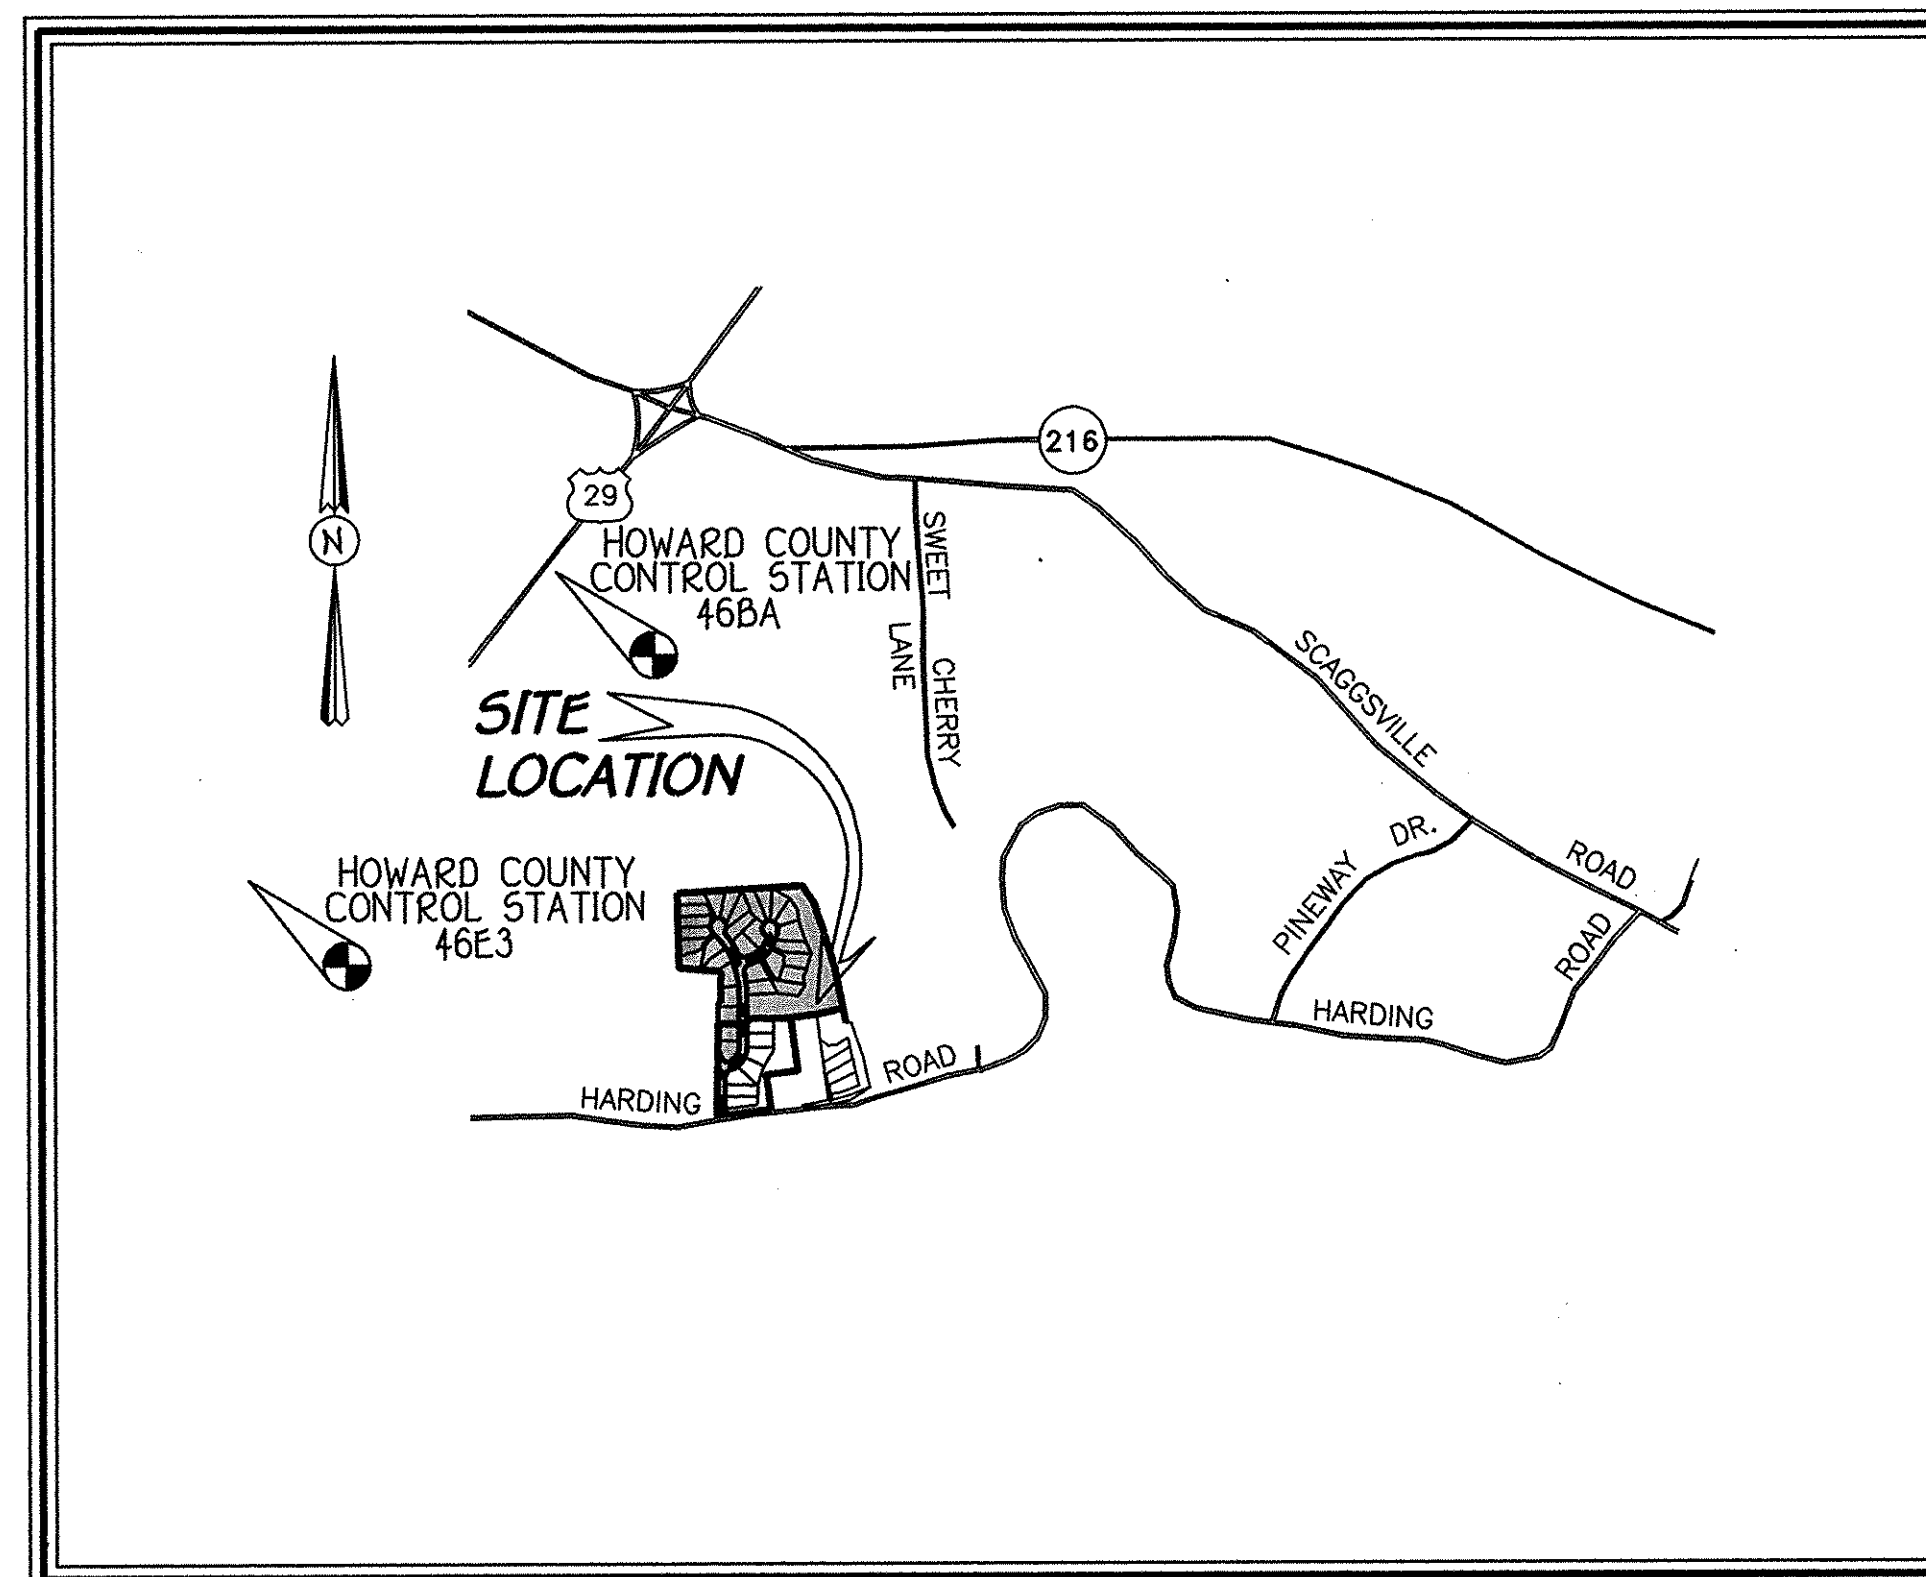 216
29
N
HOWARD COUNTY
CONTROL STATION
46BA
SWEET
CHERRY
LANE
SCAGGSVILLE
ROAD
SITE
LOCATION
HOWARD COUNTY
CONTROL STATION
46E3
PINEWAY
DR.
HARDING
ROAD
HARDING
ROAD